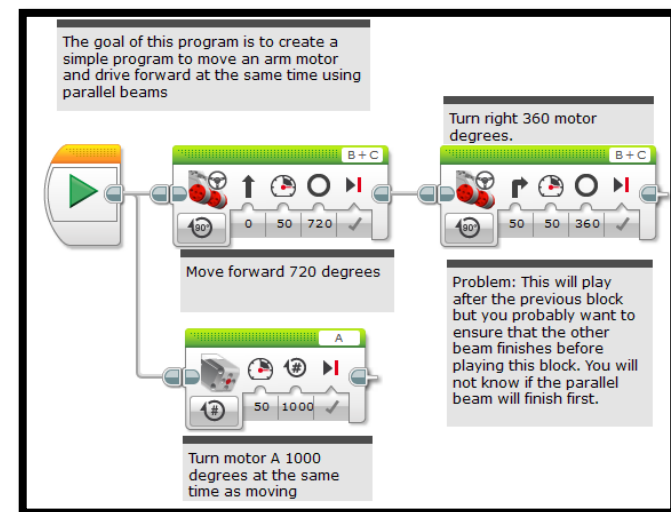 The goal of this program is to create a
simple program to move an arm motor
and drive forward at the same time using
parallel beams
Turn right 360 motor
degrees.
B+C
B+C
90°
0 50 720
90°
50 50 360
Move forward 720 degrees
Problem: This will play
after the previous block
but you probably want to
ensure that the other
beam finishes before
playing this block. You will
not know if the parallel
beam will finish first.
A
#
#
50 1000
Turn motor A 1000
degrees at the same
time as moving